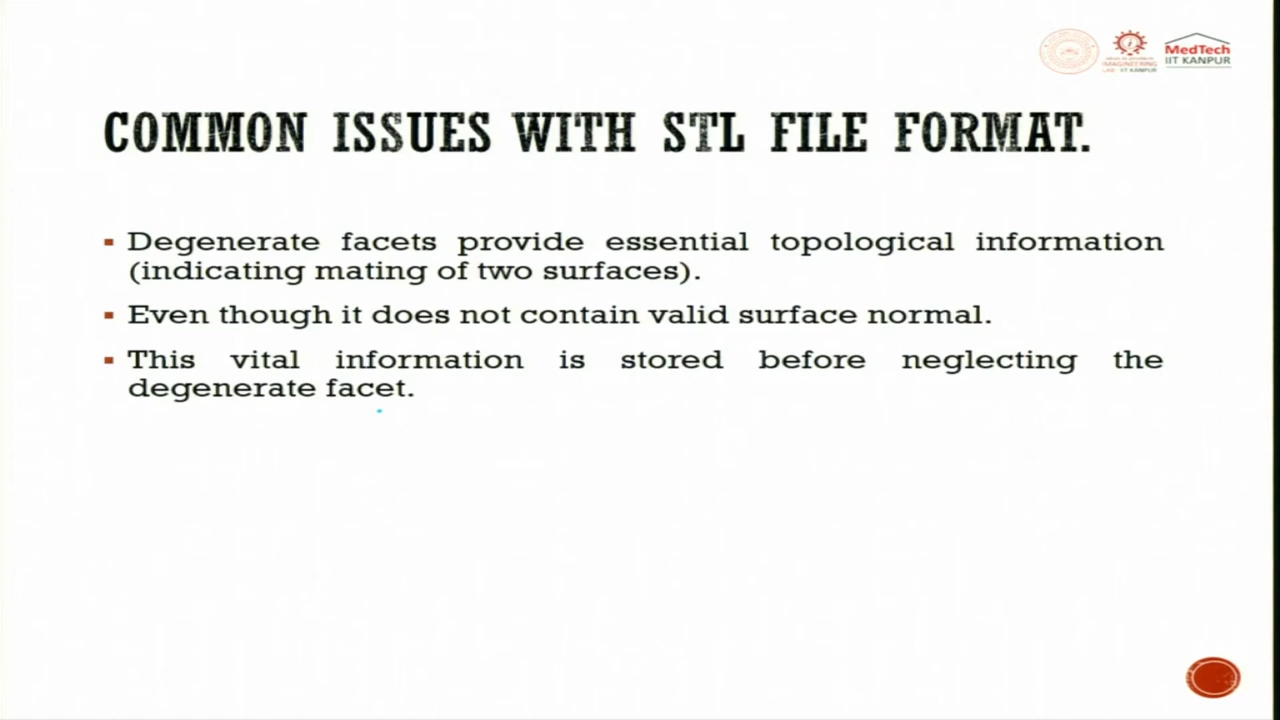 MedTech
IIT KANPUR
IMAGINEERING
COMMON ISSUES WITH STL FILE FORMAT.
Degenerate facets provide essential topological information
(indicating mating of two surfaces).
Even though it does not contain valid surface normal.
This vital information is stored before neglecting the
degenerate facet.